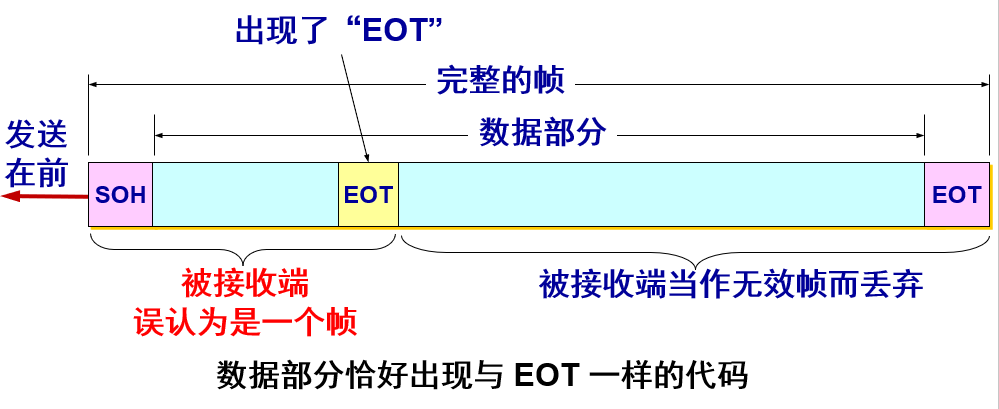 出现了 “EOT”
完整的帧
数据部分
发送
在前
SOH
EOT
EOT
被接收端
误认为是一个帧
被接收端当作无效帧而丢弃
数据部分恰好出现与 EOT 一样的代码